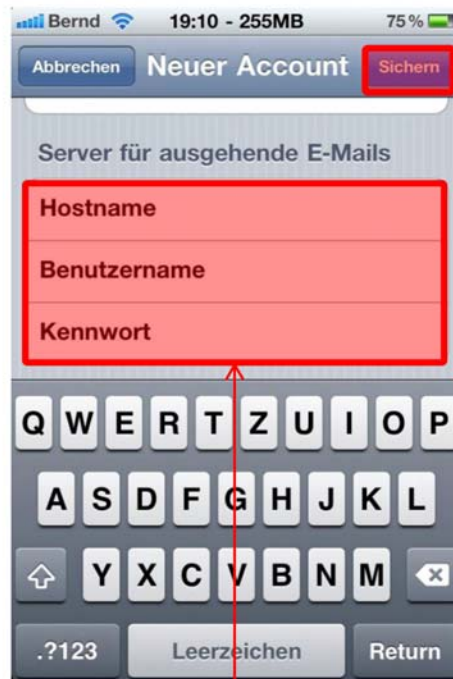 Bernd 19:10 - 255MB 75 %
Abbrechen Neuer Account Sichern
Server für ausgehende E-Mails
Hostname
Benutzername
Kennwort
Q W E R T Z U I O P
A S D F G H J K L
Y X C V B N M
.?123 Leerzeichen Return